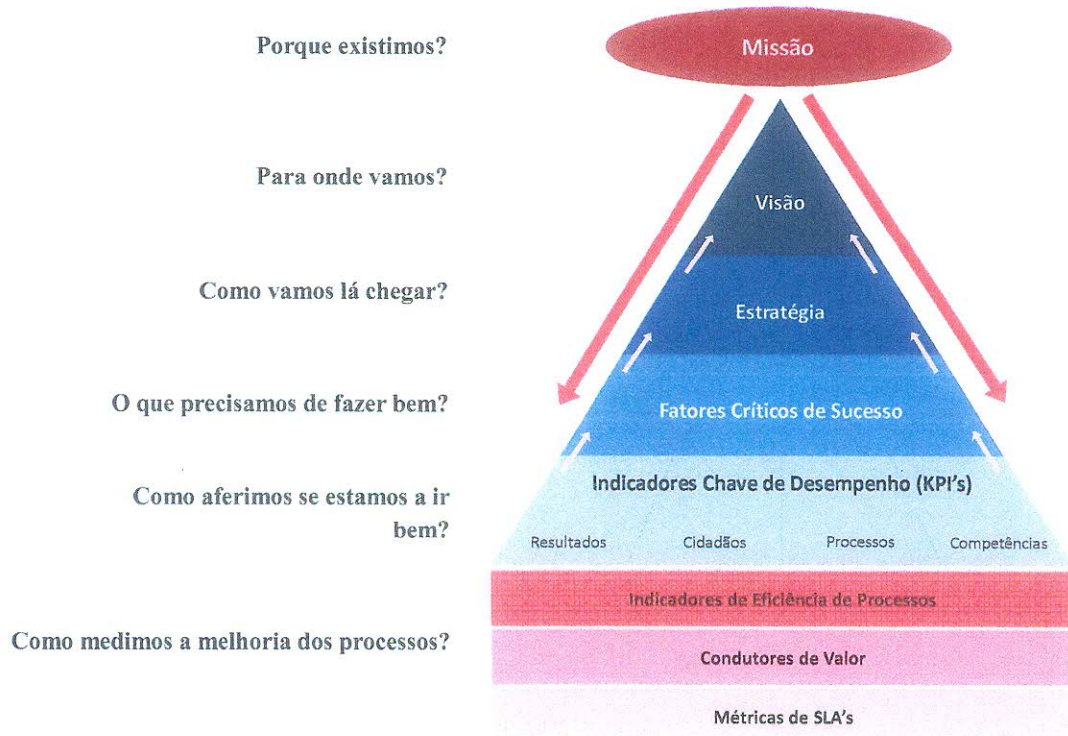 Porque existimos?
Missão
Para onde vamos?
Visão
Como vamos lá chegar?
Estratégia
O que precisamos de fazer bem?
Fatores Críticos de Sucesso
Como aferimos se estamos a ir
bem?
Indicadores Chave de Desempenho (KPI's)
Resultados Cidadãos Processos Competências
Indicadores de Eficiência de Processos
Como medimos a melhoria dos processos?
Condutores de Valor
Métricas de SLA's